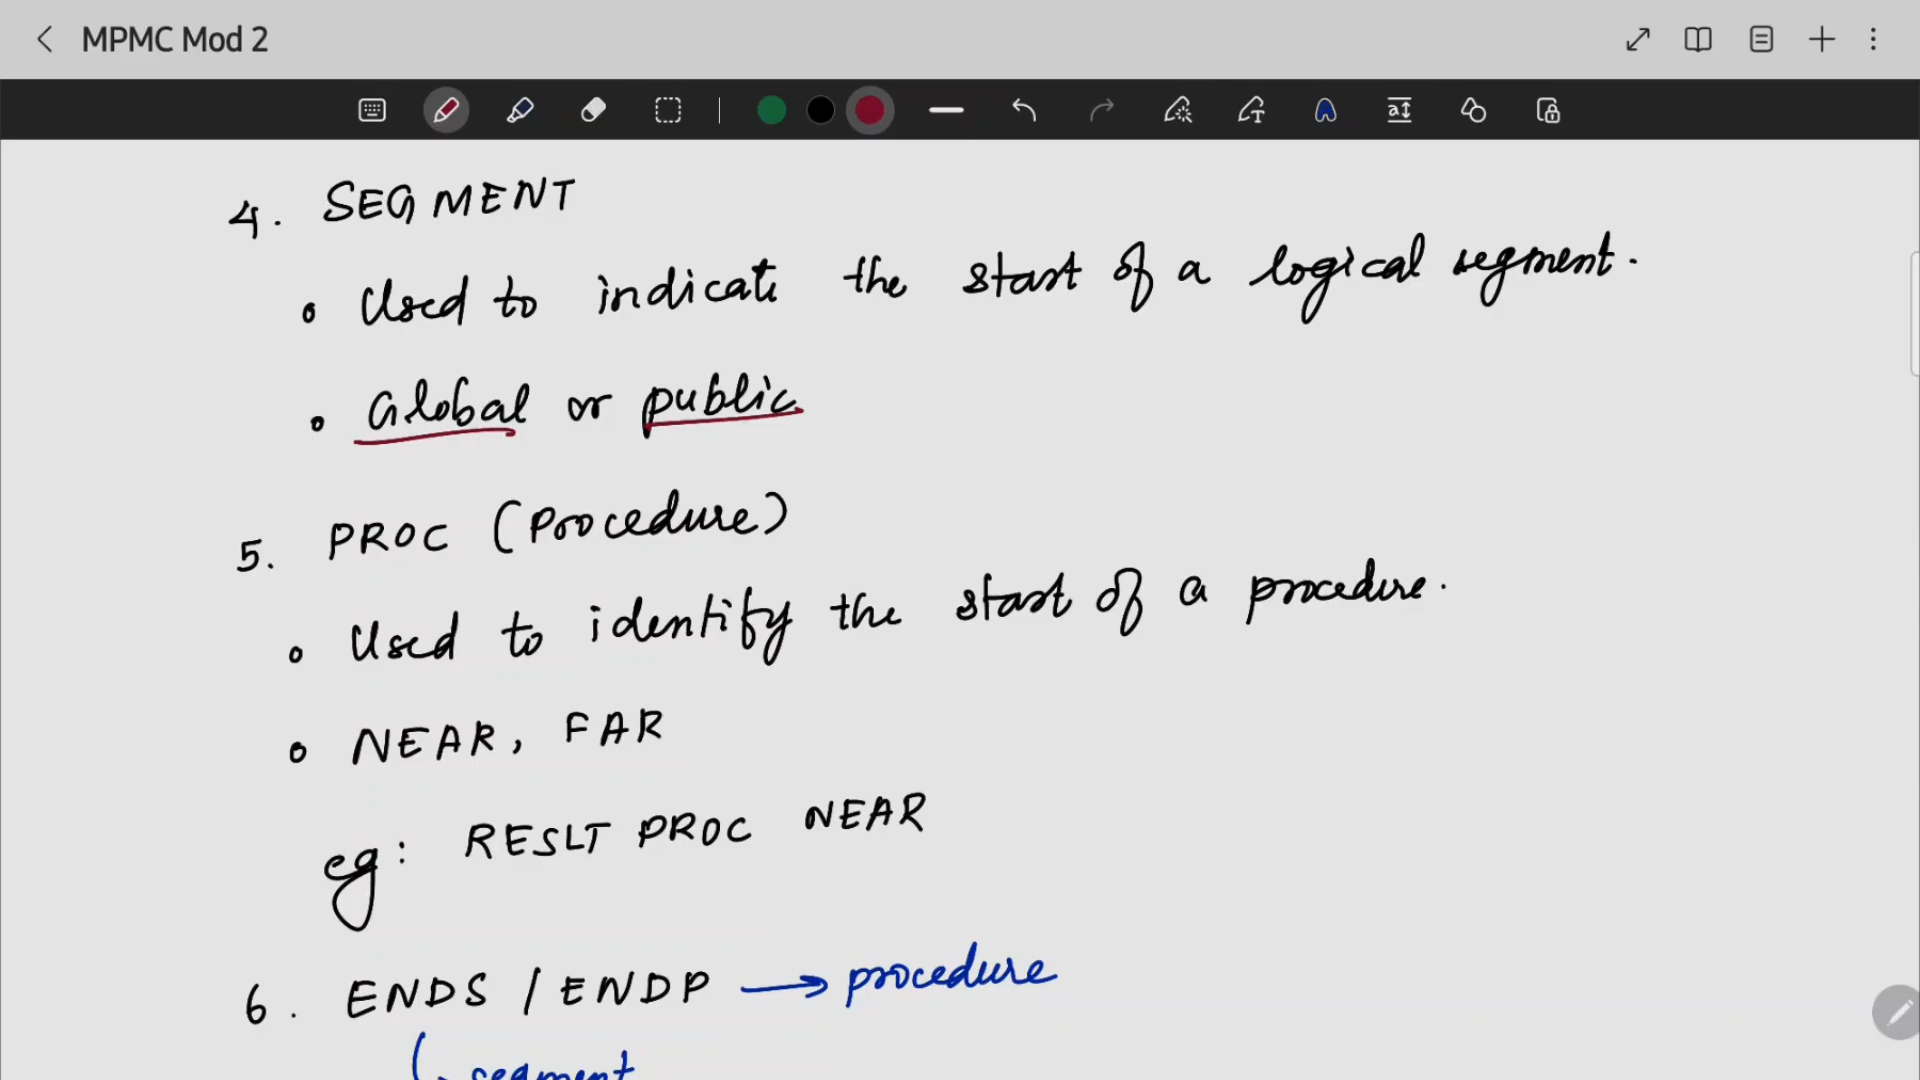 MPMC Mod 2
4. SEGMENT
• Used to indicate the start of a logical segment.
• Global or public
5. PROC (Procedure)
• Used to identify the start of a procedure.
• NEAR, FAR
eg: RESLT PROC NEAR
6. ENDS / ENDP → procedure
segment